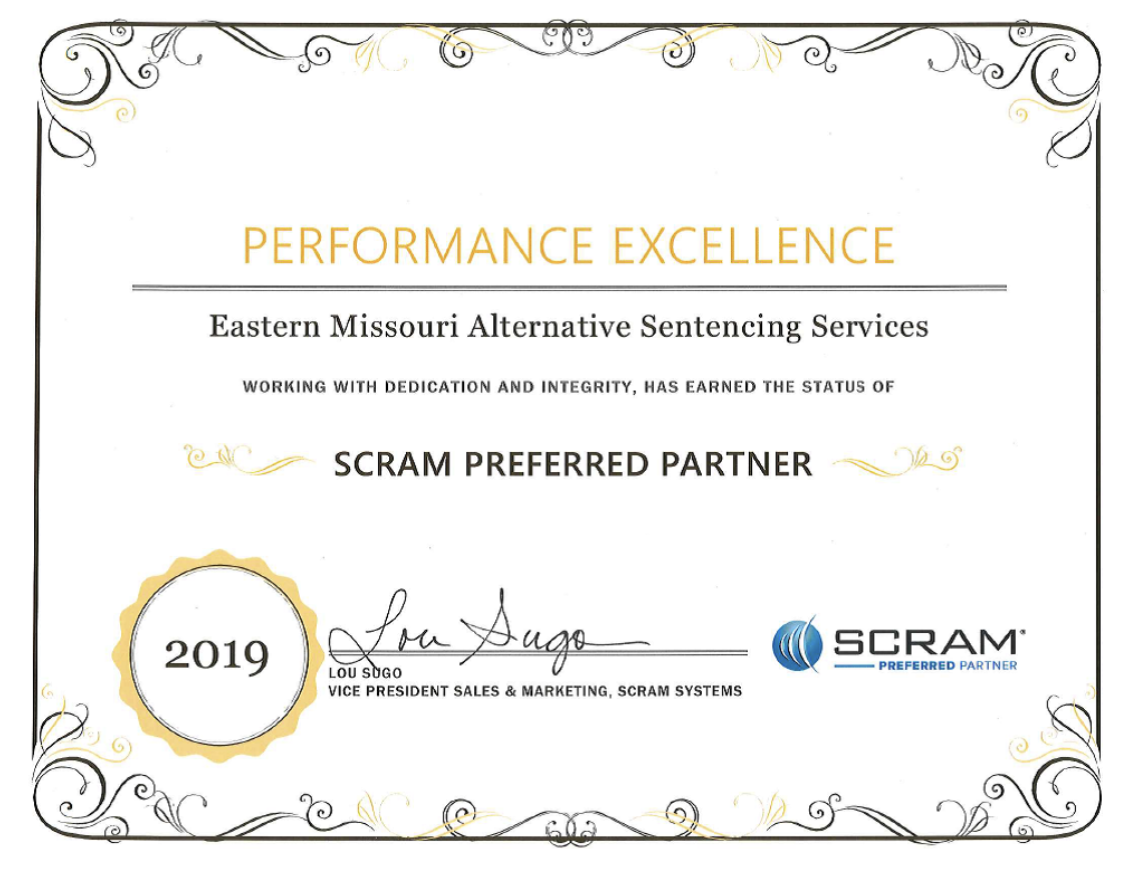 PERFORMANCE EXCELLENCE
Eastern Missouri Alternative Sentencing Services
WORKING WITH DEDICATION AND INTEGRITY, HAS EARNED THE STATUS OF
SCRAM PREFERRED PARTNER
2019
Lou Sugo
LOU SUGO
VICE PRESIDENT SALES & MARKETING, SCRAM SYSTEMS
SCRAM®
PREFERRED PARTNER